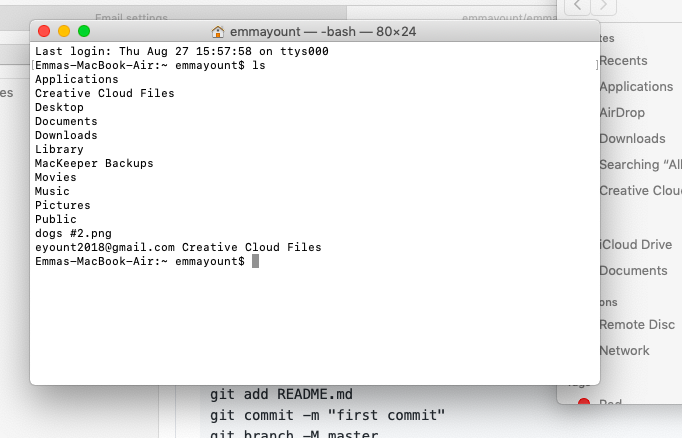 Email settings
emmayount/emma
emmayount — -bash — 80×24
Last login: Thu Aug 27 15:57:58 on ttys000
[Emmas-MacBook-Air:~ emmayount$ ls ]
Applications
Creative Cloud Files
Desktop
Documents
Downloads
Library
MacKeeper Backups
Movies
Music
Pictures
Public
dogs #2.png
eyount2018@gmail.com Creative Cloud Files
Emmas-MacBook-Air:~ emmayount$
es
tes
Recents
Applications
AirDrop
Downloads
Searching “All
Creative Clou
iCloud Drive
Documents
ons
Remote Disc
Network
Red
git add README.md
git commit -m "first commit"
git branch -M master